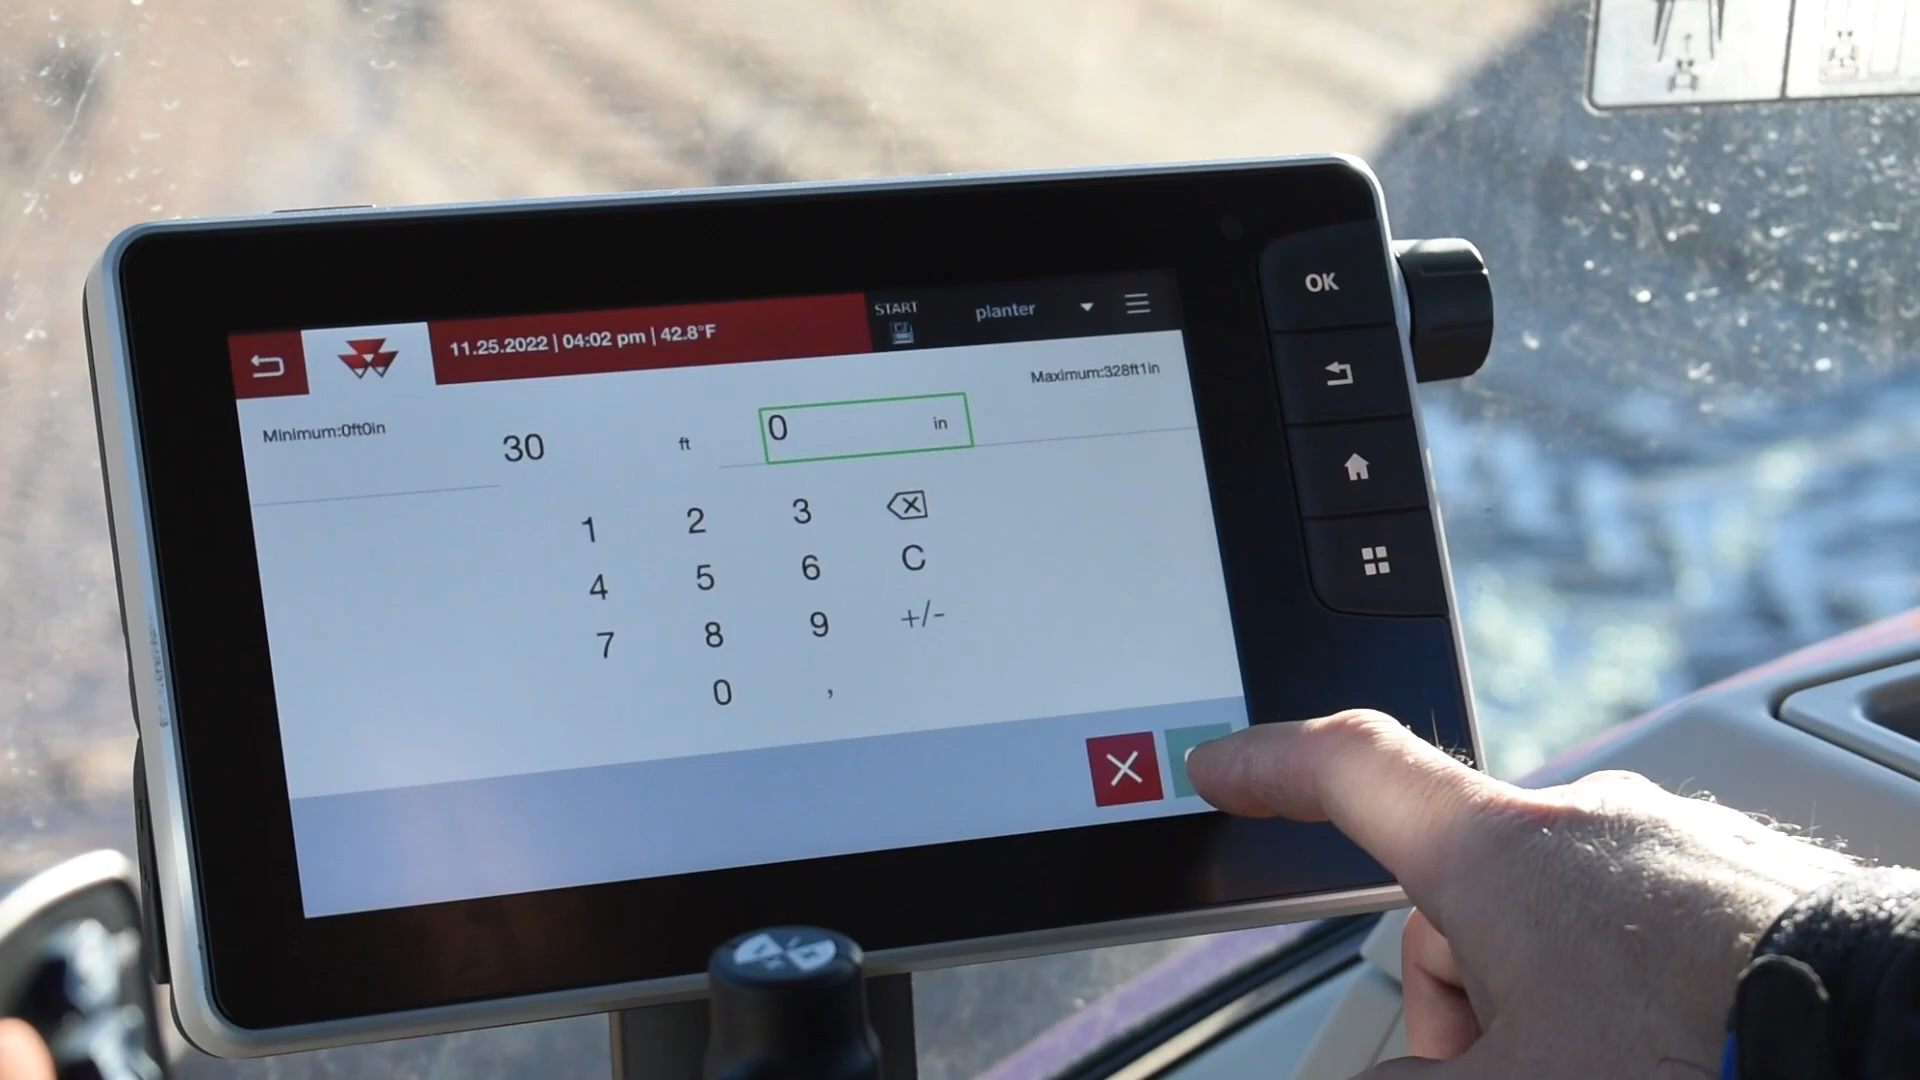 11.25.2022 | 04:02 pm | 42.8°F
START
planter
OK
Minimum:0ft0in
30 ft
0 in
Maximum:328ft1in
1 2 3
4 5 6 C
7 8 9 +/-
0 ,